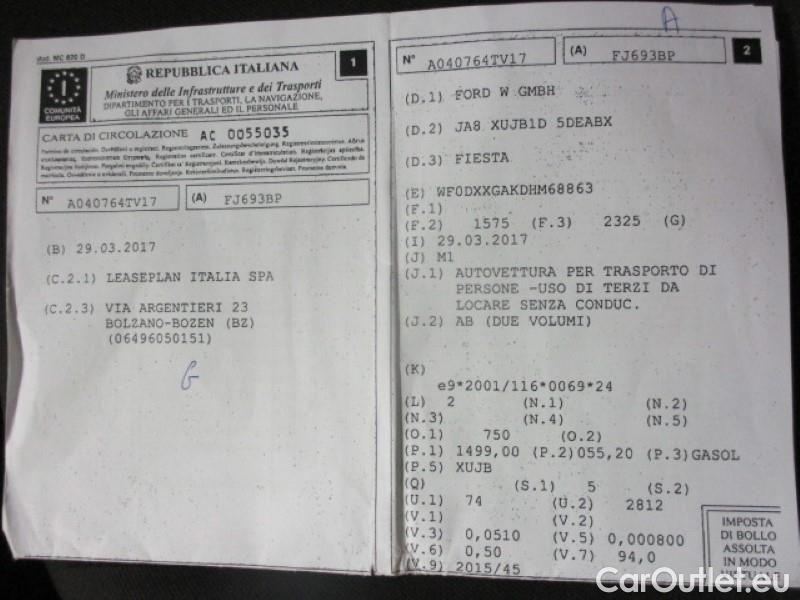 Mod. MC 820 D
1
REPUBBLICA ITALIANA
Ministero delle Infrastrutture e dei Trasporti
DIPARTIMENTO PER I TRASPORTI, LA NAVIGAZIONE,
GLI AFFARI GENERALI ED IL PERSONALE
I
COMUNITÀ
EUROPEA
CARTA DI CIRCOLAZIONE AC 0055035
N° A040764TV17 (A) FJ693BP
(B) 29.03.2017
(C.2.1) LEASEPLAN ITALIA SPA
(C.2.3) VIA ARGENTIERI 23
BOLZANO-BOZEN (BZ)
(06496050151)
G
A
N° A040764TV17 (A) FJ693BP 2
(D.1) FORD W GMBH
(D.2) JA8 XUJB1D 5DEABX
(D.3) FIESTA
(E) WF0DXXGAKDHM68863
(F.1)
(F.2) 1575 (F.3) 2325 (G)
(I) 29.03.2017
(J) M1
(J.1) AUTOVETTURA PER TRASPORTO DI
PERSONE -USO DI TERZI DA
LOCARE SENZA CONDUC.
(J.2) AB (DUE VOLUMI)
(K)
e9*2001/116*0069*24
(L) 2 (N.1) (N.2)
(N.3) (N.4) (N.5)
(O.1) 750 (O.2)
(P.1) 1499,00 (P.2)055,20 (P.3)GASOL
(P.5) XUJB
(Q) (S.1) 5 (S.2)
(U.1) 74 (U.2) 2812
(V.1) (V.2)
(V.3) 0,0510 (V.5) 0,000800
(V.6) 0,50 (V.7) 94,0
(V.9) 2015/45
IMPOSTA
DI BOLLO
ASSOLTA
IN MODO
CarOutlet.eu